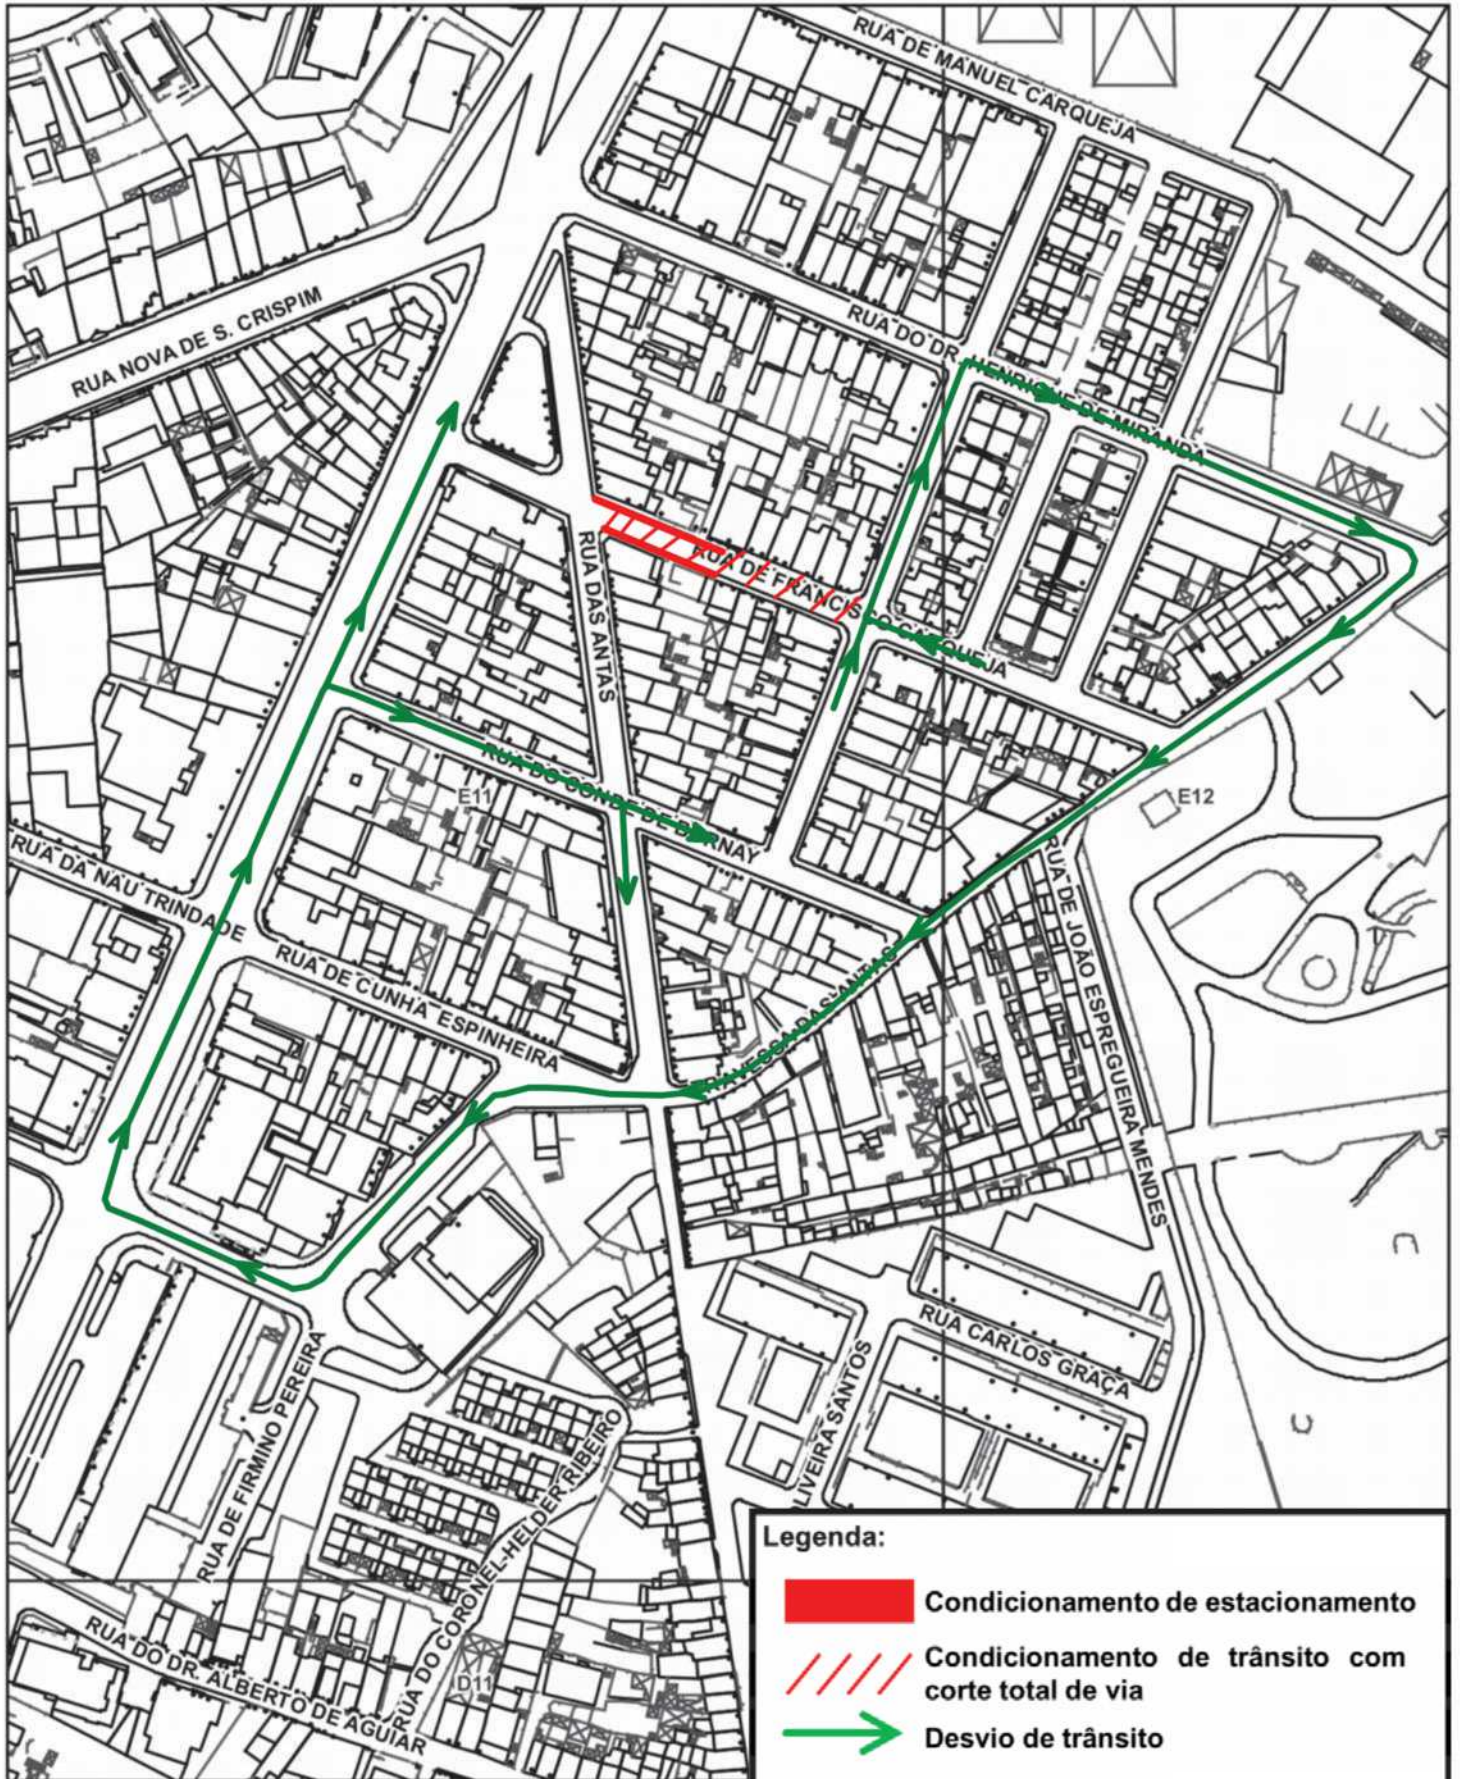 RUA DE MANUEL CARQUEJA
RUA NOVA DE S. CRISPIM
RUA DO DR. HENRIQUE DE MIRANDA
RUA DAS ANTAS
RUA DE FRANCISCO CARQUEJA
RUA DO CONDE DE BURNAY
E11
E12
RUA DA NAU TRINDADE
RUA DE CUNHA ESPINHEIRA
TRAVESSA DAS ANTAS
RUA DE JOÃO ESPREGUEIRA MENDES
RUA CARLOS GRAÇA
OLIVEIRA SANTOS
RUA DE FIRMINO PEREIRA
RUA DO CORONEL HELDER RIBEIRO
D11
RUA DO DR. ALBERTO DE AGUIAR
Legenda:
Condicionamento de estacionamento
Condicionamento de trânsito com
corte total de via
Desvio de trânsito